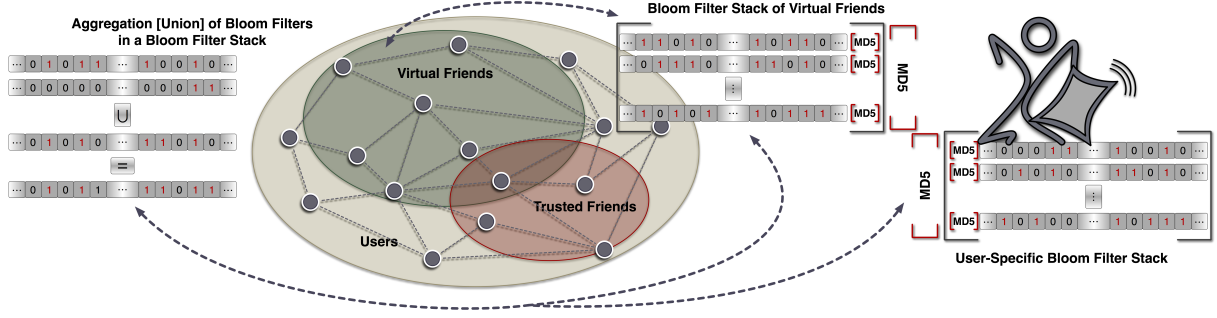 Aggregation [Union] of Bloom Filters
in a Bloom Filter Stack
... 0 1 0 1 1 ... 1 0 0 1 0 ...
... 0 0 0 0 0 ... 0 0 0 1 1 ...
∪
... 0 1 0 1 0 ... 1 1 0 1 0 ...
=
... 0 1 0 1 1 ... 1 1 0 1 1 ...
Virtual Friends
Trusted Friends
Users
Bloom Filter Stack of Virtual Friends
... 1 1 0 1 0 ... 1 0 1 1 0 ... [MD5]
... 0 1 1 1 0 ... 1 1 0 1 0 ... [MD5]
⋮
... 1 0 1 0 1 ... 1 0 1 1 1 ... [MD5]
MD5
MD5
[MD5] ... 0 0 0 1 1 ... 1 0 0 1 0 ...
[MD5] ... 0 1 0 1 0 ... 1 1 0 1 0 ...
⋮
[MD5] ... 1 0 1 0 0 ... 1 0 1 1 1 ...
User-Specific Bloom Filter Stack